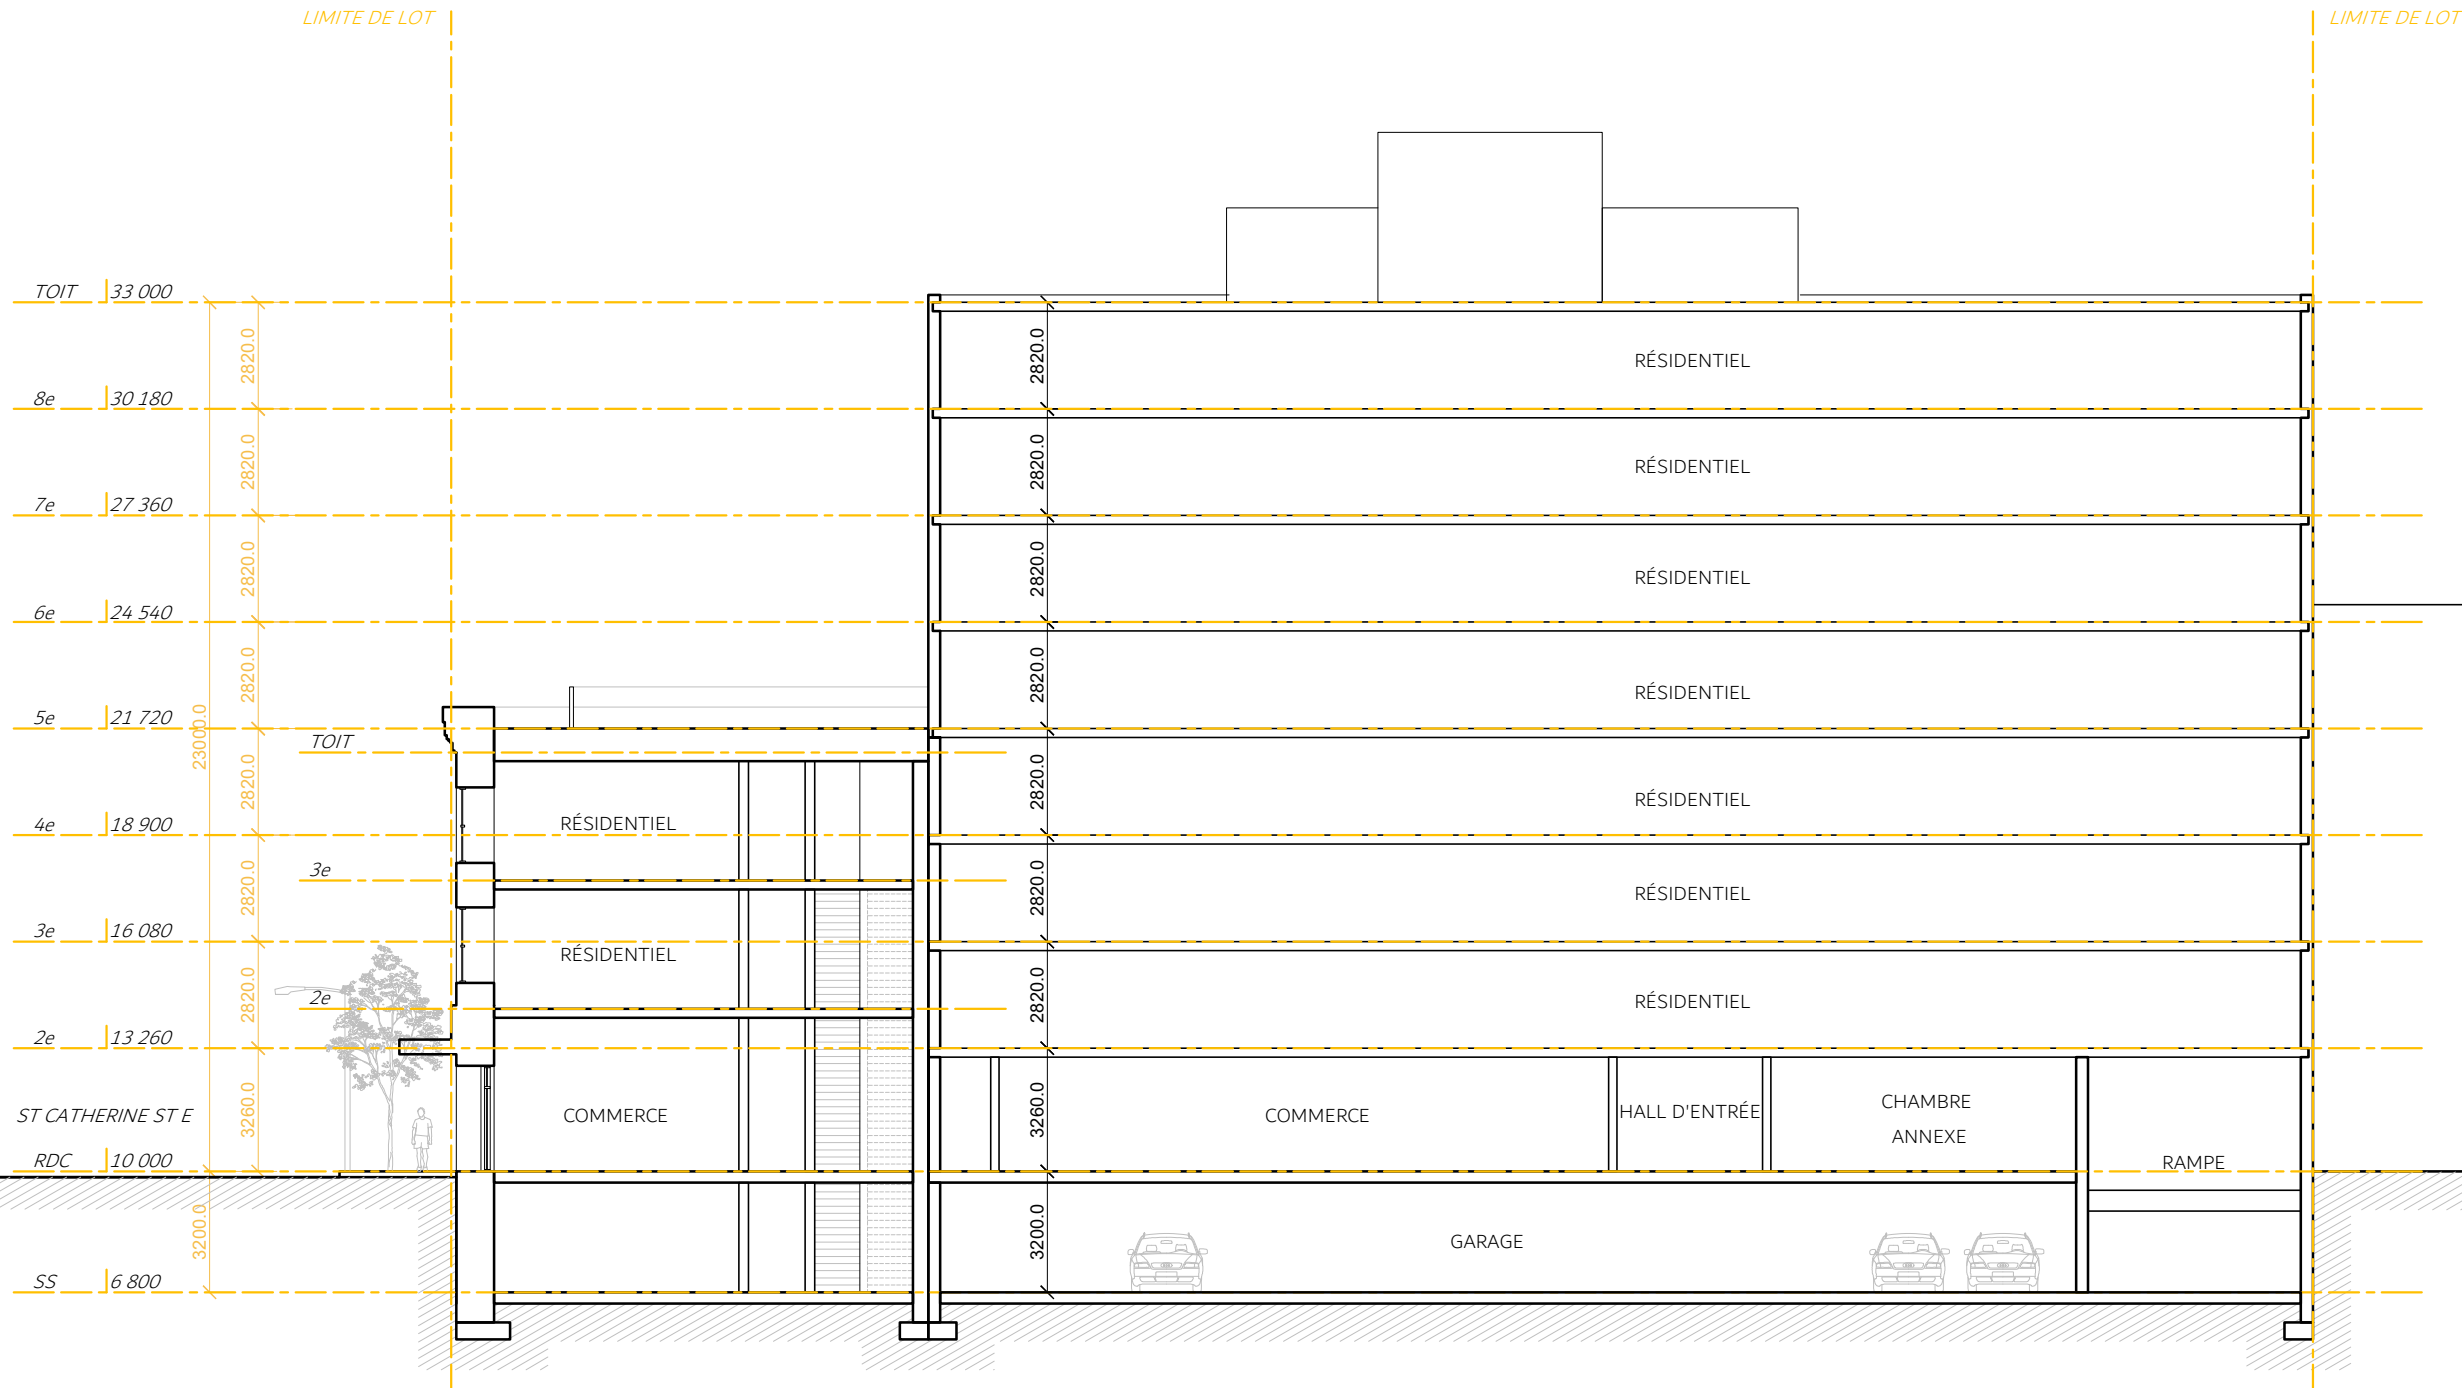 LIMITE DE LOT
LIMITE DE LOT
TOIT 33 000
2820.0
2820.0
RÉSIDENTIEL
8e 30 180
2820.0
2820.0
RÉSIDENTIEL
7e 27 360
2820.0
2820.0
RÉSIDENTIEL
6e 24 540
2820.0
2820.0
RÉSIDENTIEL
5e 21 720
23000.0
TOIT
2820.0
2820.0
RÉSIDENTIEL
RÉSIDENTIEL
4e 18 900
3e
2820.0
2820.0
RÉSIDENTIEL
3e 16 080
RÉSIDENTIEL
2e
2820.0
2820.0
RÉSIDENTIEL
2e 13 260
3260.0
3260.0
ST CATHERINE ST E
COMMERCE
COMMERCE
HALL D'ENTRÉE
CHAMBRE
ANNEXE
RDC 10 000
RAMPE
3200.0
3200.0
GARAGE
SS 6 800